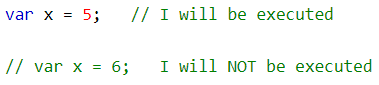 var x = 5;   // I will be executed
// var x = 6;   I will NOT be executed